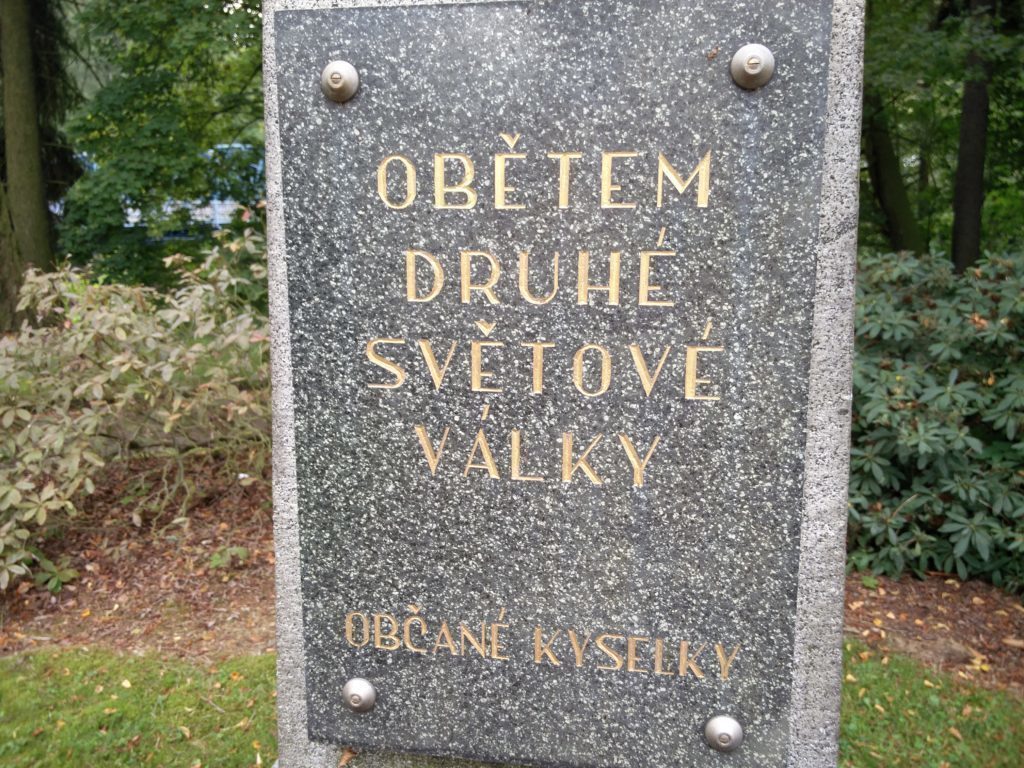 OBĚTEM
DRUHÉ
SVĚTOVÉ
VÁLKY
OBČANÉ KYSELKY